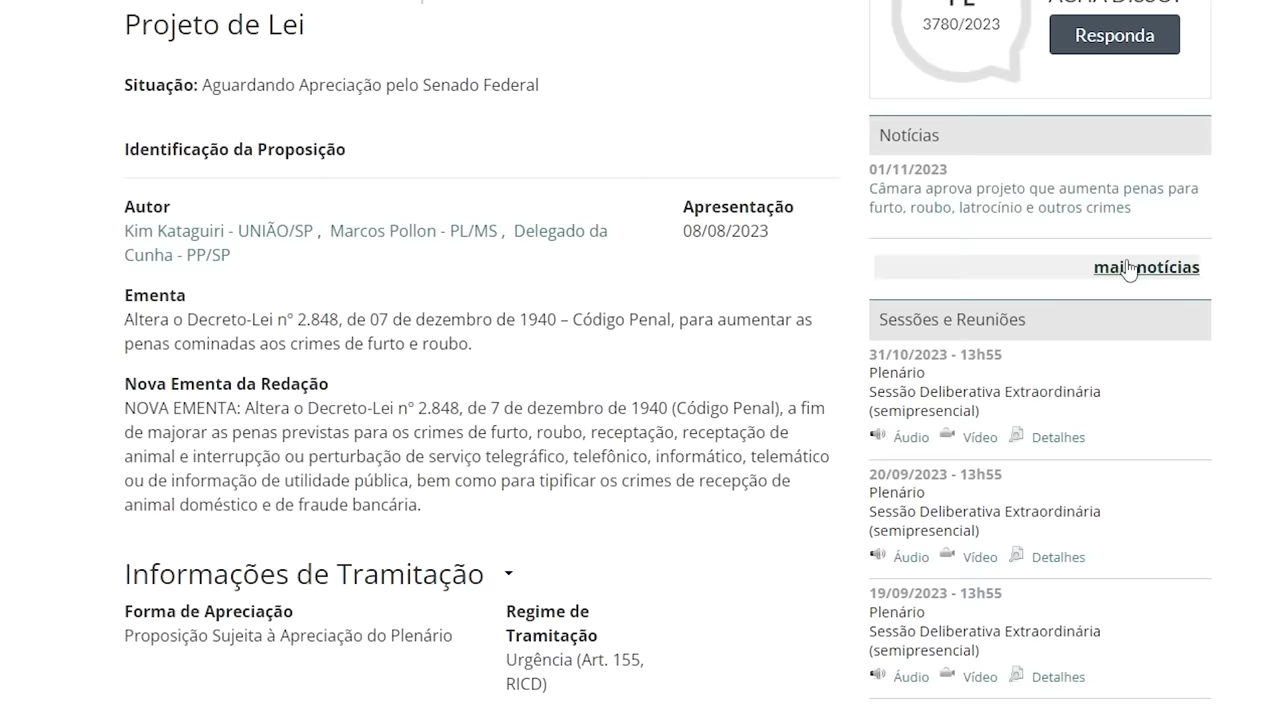 Projeto de Lei
Situação: Aguardando Apreciação pelo Senado Federal
Identificação da Proposição
Autor
Kim Kataguiri - UNIÃO/SP , Marcos Pollon - PL/MS , Delegado da
Cunha - PP/SP
Apresentação
08/08/2023
Ementa
Altera o Decreto-Lei nº 2.848, de 07 de dezembro de 1940 – Código Penal, para aumentar as
penas cominadas aos crimes de furto e roubo.
Nova Ementa da Redação
NOVA EMENTA: Altera o Decreto-Lei nº 2.848, de 7 de dezembro de 1940 (Código Penal), a fim
de majorar as penas previstas para os crimes de furto, roubo, receptação, receptação de
animal e interrupção ou perturbação de serviço telegráfico, telefônico, informático, telemático
ou de informação de utilidade pública, bem como para tipificar os crimes de recepção de
animal doméstico e de fraude bancária.
Informações de Tramitação
Forma de Apreciação
Proposição Sujeita à Apreciação do Plenário
Regime de
Tramitação
Urgência (Art. 155,
RICD)
3780/2023
Responda
Notícias
01/11/2023
Câmara aprova projeto que aumenta penas para
furto, roubo, latrocínio e outros crimes
mais notícias
Sessões e Reuniões
31/10/2023 - 13h55
Plenário
Sessão Deliberativa Extraordinária
(semipresencial)
Áudio Vídeo Detalhes
20/09/2023 - 13h55
Plenário
Sessão Deliberativa Extraordinária
(semipresencial)
Áudio Vídeo Detalhes
19/09/2023 - 13h55
Plenário
Sessão Deliberativa Extraordinária
(semipresencial)
Áudio Vídeo Detalhes